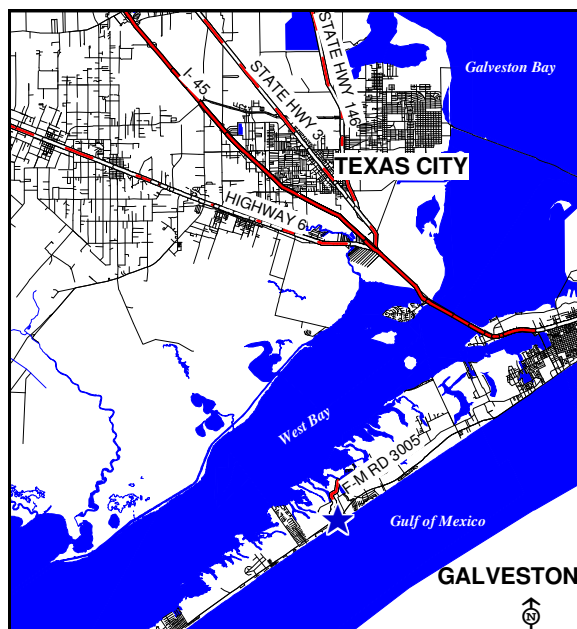 Galveston Bay
STATE HWY 146
STATE HWY 3
I- 45
TEXAS CITY
HIGHWAY 6
West Bay
F-M RD 3005
Gulf of Mexico
GALVESTON
N